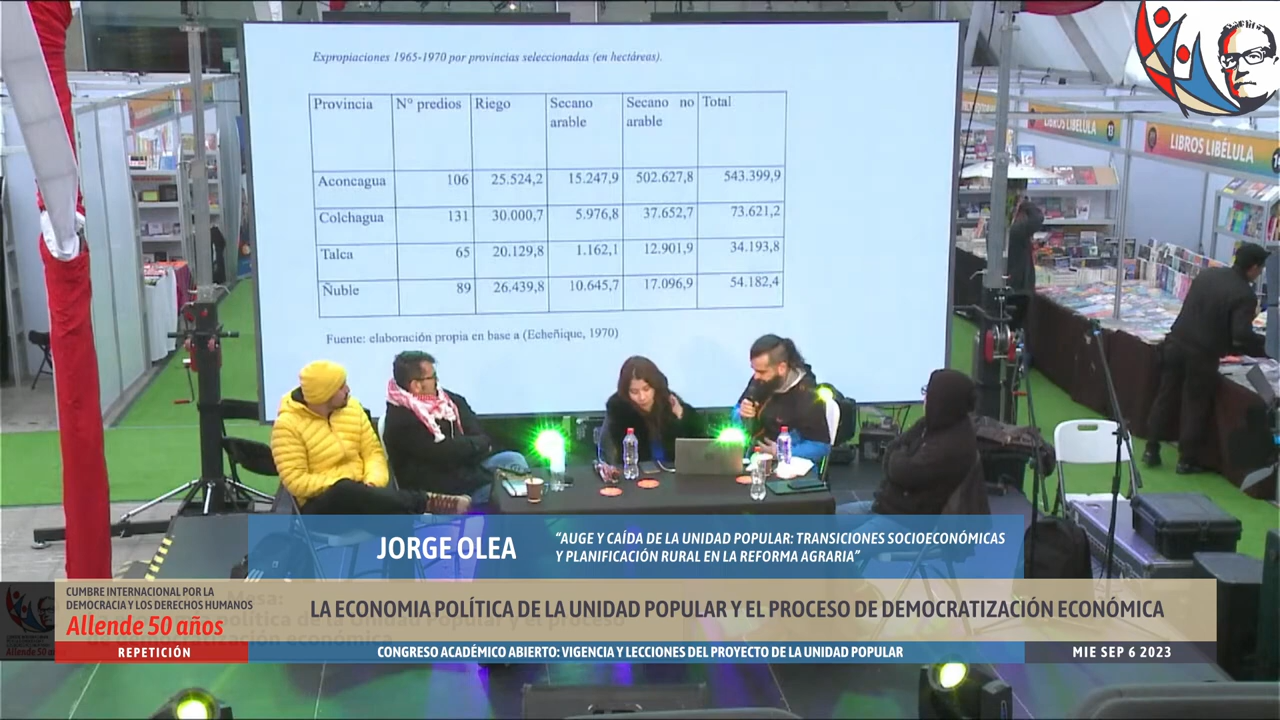 Expropiaciones 1965-1970 por provincias seleccionadas (en hectáreas).
Provincia Nº predios Riego Secano arable Secano no arable Total
Aconcagua 106 25.524,2 15.247,9 502.627,8 543.399,9
Colchagua 131 30.000,7 5.976,8 37.652,7 73.621,2
Talca 65 20.129,8 1.162,1 12.901,9 34.193,8
Ñuble 89 26.439,8 10.645,7 17.096,9 54.182,4
Fuente: elaboración propia en base a (Echeñique, 1970)
LIBROS LIBÉLULA
LIBROS LIBÉLULA
JORGE OLEA
"AUGE Y CAÍDA DE LA UNIDAD POPULAR: TRANSICIONES SOCIOECONÓMICAS
Y PLANIFICACIÓN RURAL EN LA REFORMA AGRARIA"
CUMBRE INTERNACIONAL POR LA
DEMOCRACIA Y LOS DERECHOS HUMANOS
Allende 50 años
LA ECONOMIA POLÍTICA DE LA UNIDAD POPULAR Y EL PROCESO DE DEMOCRATIZACIÓN ECONÓMICA
REPETICIÓN
CONGRESO ACADÉMICO ABIERTO: VIGENCIA Y LECCIONES DEL PROYECTO DE LA UNIDAD POPULAR
MIE SEP 6 2023